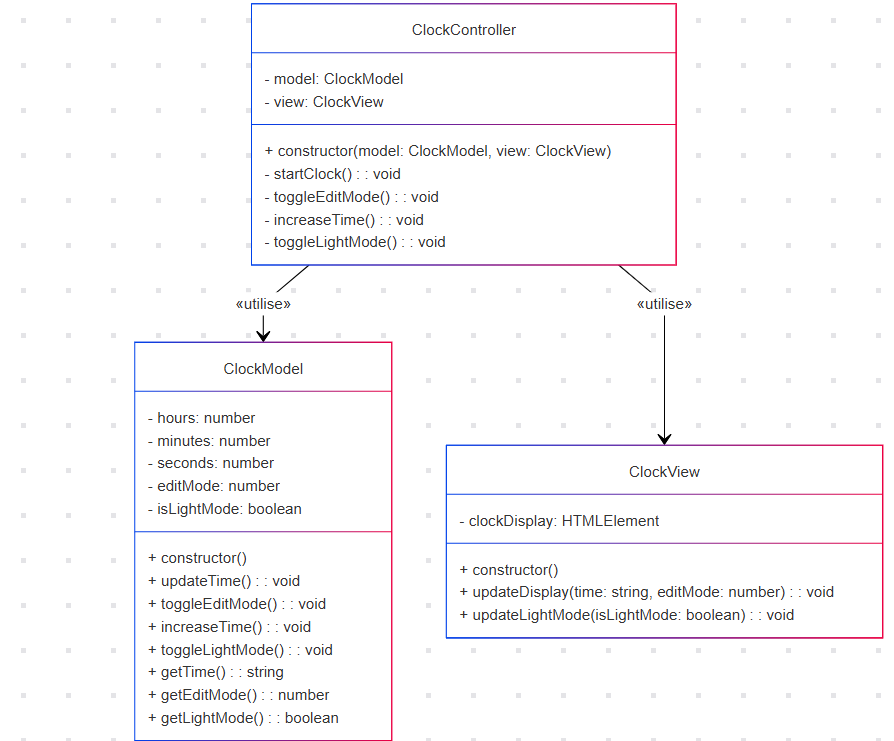 ClockController
- model: ClockModel
- view: ClockView
+ constructor(model: ClockModel, view: ClockView)
- startClock() : : void
- toggleEditMode() : : void
- increaseTime() : : void
- toggleLightMode() : : void
«utilise»
«utilise»
ClockModel
- hours: number
- minutes: number
- seconds: number
- editMode: number
- isLightMode: boolean
+ constructor()
+ updateTime() : : void
+ toggleEditMode() : : void
+ increaseTime() : : void
+ toggleLightMode() : : void
+ getTime() : : string
+ getEditMode() : : number
+ getLightMode() : : boolean
ClockView
- clockDisplay: HTMLElement
+ constructor()
+ updateDisplay(time: string, editMode: number) : : void
+ updateLightMode(isLightMode: boolean) : : void